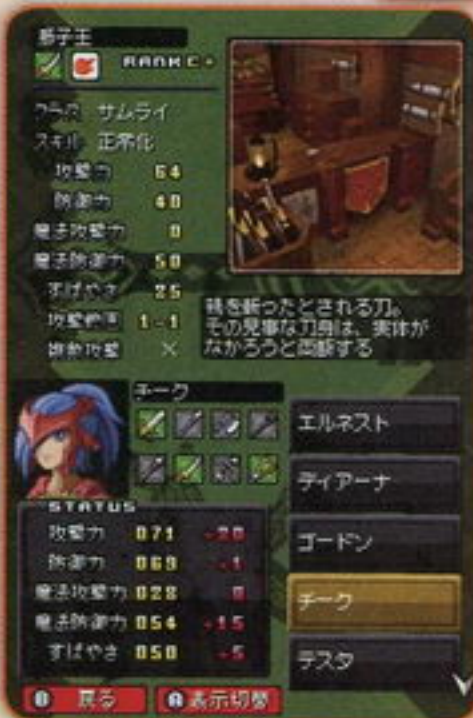 獅子王
RANK C+
クラス サムライ
スキル 正常化
攻撃力 64
防御力 40
魔法攻撃力 0
魔法防御力 50
すばやさ 25
攻撃範囲 1-1
複数攻撃 ×
鵺を斬ったとされる刀。
その見事な刀身は、実体が
なかろうと両断する
チーク
STATUS
攻撃力 071
防御力 069
魔法攻撃力 028 0
魔法防御力 054
すばやさ 050
エルネスト
ディアーナ
ゴードン
チーク
テスタ
B 戻る
A 表示切替